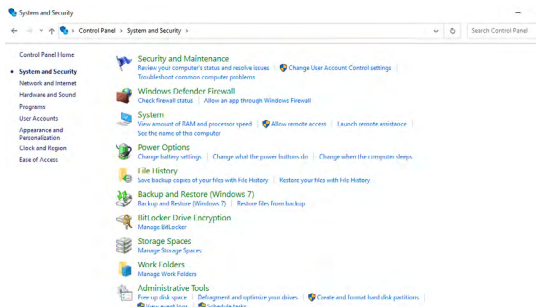 System and Security
Control Panel > System and Security >
Search Control Panel
Control Panel Home
System and Security
Network and Internet
Hardware and Sound
Programs
User Accounts
Appearance and
Personalization
Clock and Region
Ease of Access
Security and Maintenance
Review your computer's status and resolve issues | Change User Account Control settings |
Troubleshoot common computer problems
Windows Defender Firewall
Check firewall status | Allow an app through Windows Firewall
System
View amount of RAM and processor speed | Allow remote access | Launch remote assistance |
See the name of this computer
Power Options
Change battery settings | Change what the power buttons do | Change when the computer sleeps
File History
Save backup copies of your files with File History | Restore your files with File History
Backup and Restore (Windows 7)
Backup and Restore (Windows 7) | Restore files from backup
BitLocker Drive Encryption
Manage BitLocker
Storage Spaces
Manage Storage Spaces
Work Folders
Manage Work Folders
Administrative Tools
Free up disk space | Defragment and optimize your drives | Create and format hard disk partitions |
View event logs | Schedule tasks